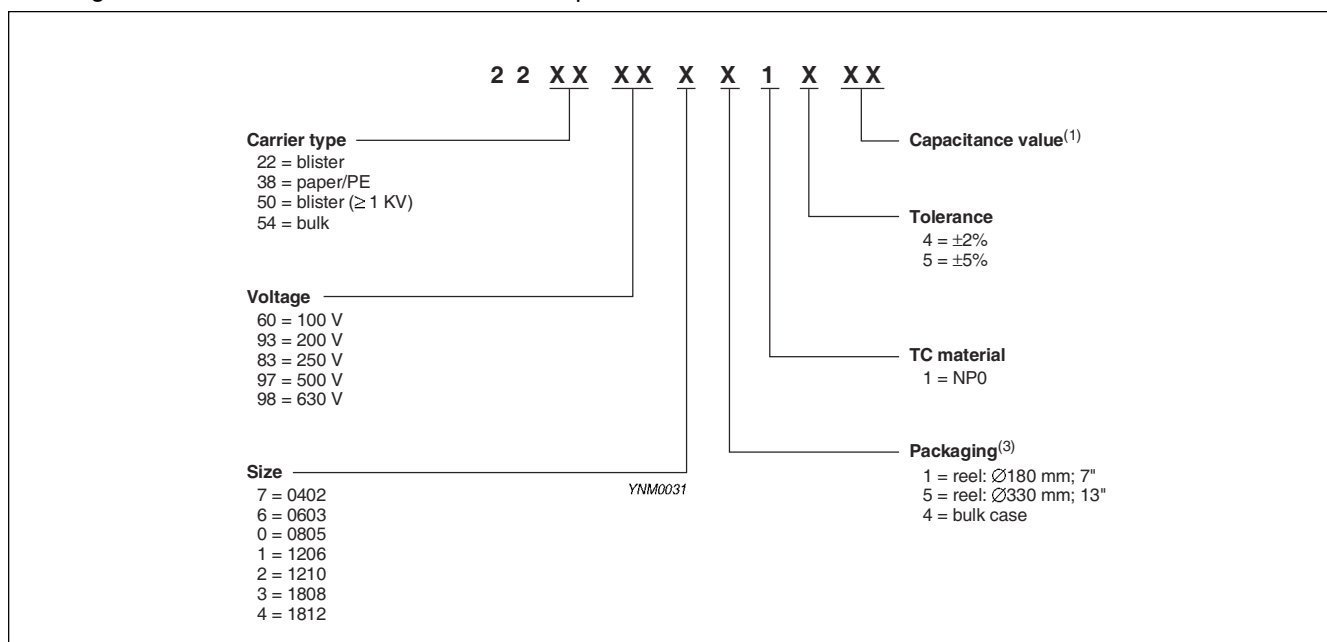 2 2 X X X X X X 1 X X X
Carrier type
22 = blister
38 = paper/PE
50 = blister (≥ 1 KV)
54 = bulk
Voltage
60 = 100 V
93 = 200 V
83 = 250 V
97 = 500 V
98 = 630 V
Size
7 = 0402
6 = 0603
0 = 0805
1 = 1206
2 = 1210
3 = 1808
4 = 1812
YNM0031
Capacitance value(1)
Tolerance
4 = ±2%
5 = ±5%
TC material
1 = NP0
Packaging(3)
1 = reel: ∅180 mm; 7"
5 = reel: ∅330 mm; 13"
4 = bulk case